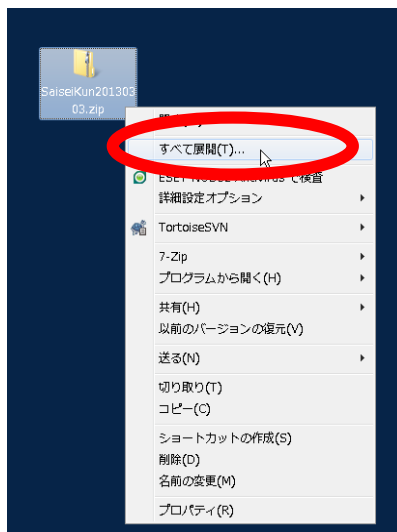 SaiseiKun201303
03.zip
すべて展開(T)...
ESET NOD32 Antivirus で検査
詳細設定オプション
TortoiseSVN
7-Zip
プログラムから開く(H)
共有(H)
以前のバージョンの復元(V)
送る(N)
切り取り(T)
コピー(C)
ショートカットの作成(S)
削除(D)
名前の変更(M)
プロパティ(R)